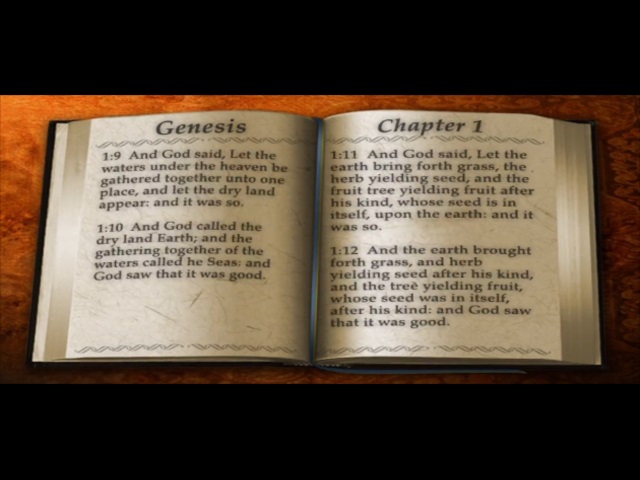 Genesis
1:9 And God said, Let the
waters under the heaven be
gathered together unto one
place, and let the dry land
appear: and it was so.
1:10 And God called the
dry land Earth; and the
gathering together of the
waters called he Seas: and
God saw that it was good.
Chapter 1
1:11 And God said, Let the
earth bring forth grass, the
herb yielding seed, and the
fruit tree yielding fruit after
his kind, whose seed is in
itself, upon the earth: and it
was so.
1:12 And the earth brought
forth grass, and herb
yielding seed after his kind,
and the tree yielding fruit,
whose seed was in itself,
after his kind: and God saw
that it was good.